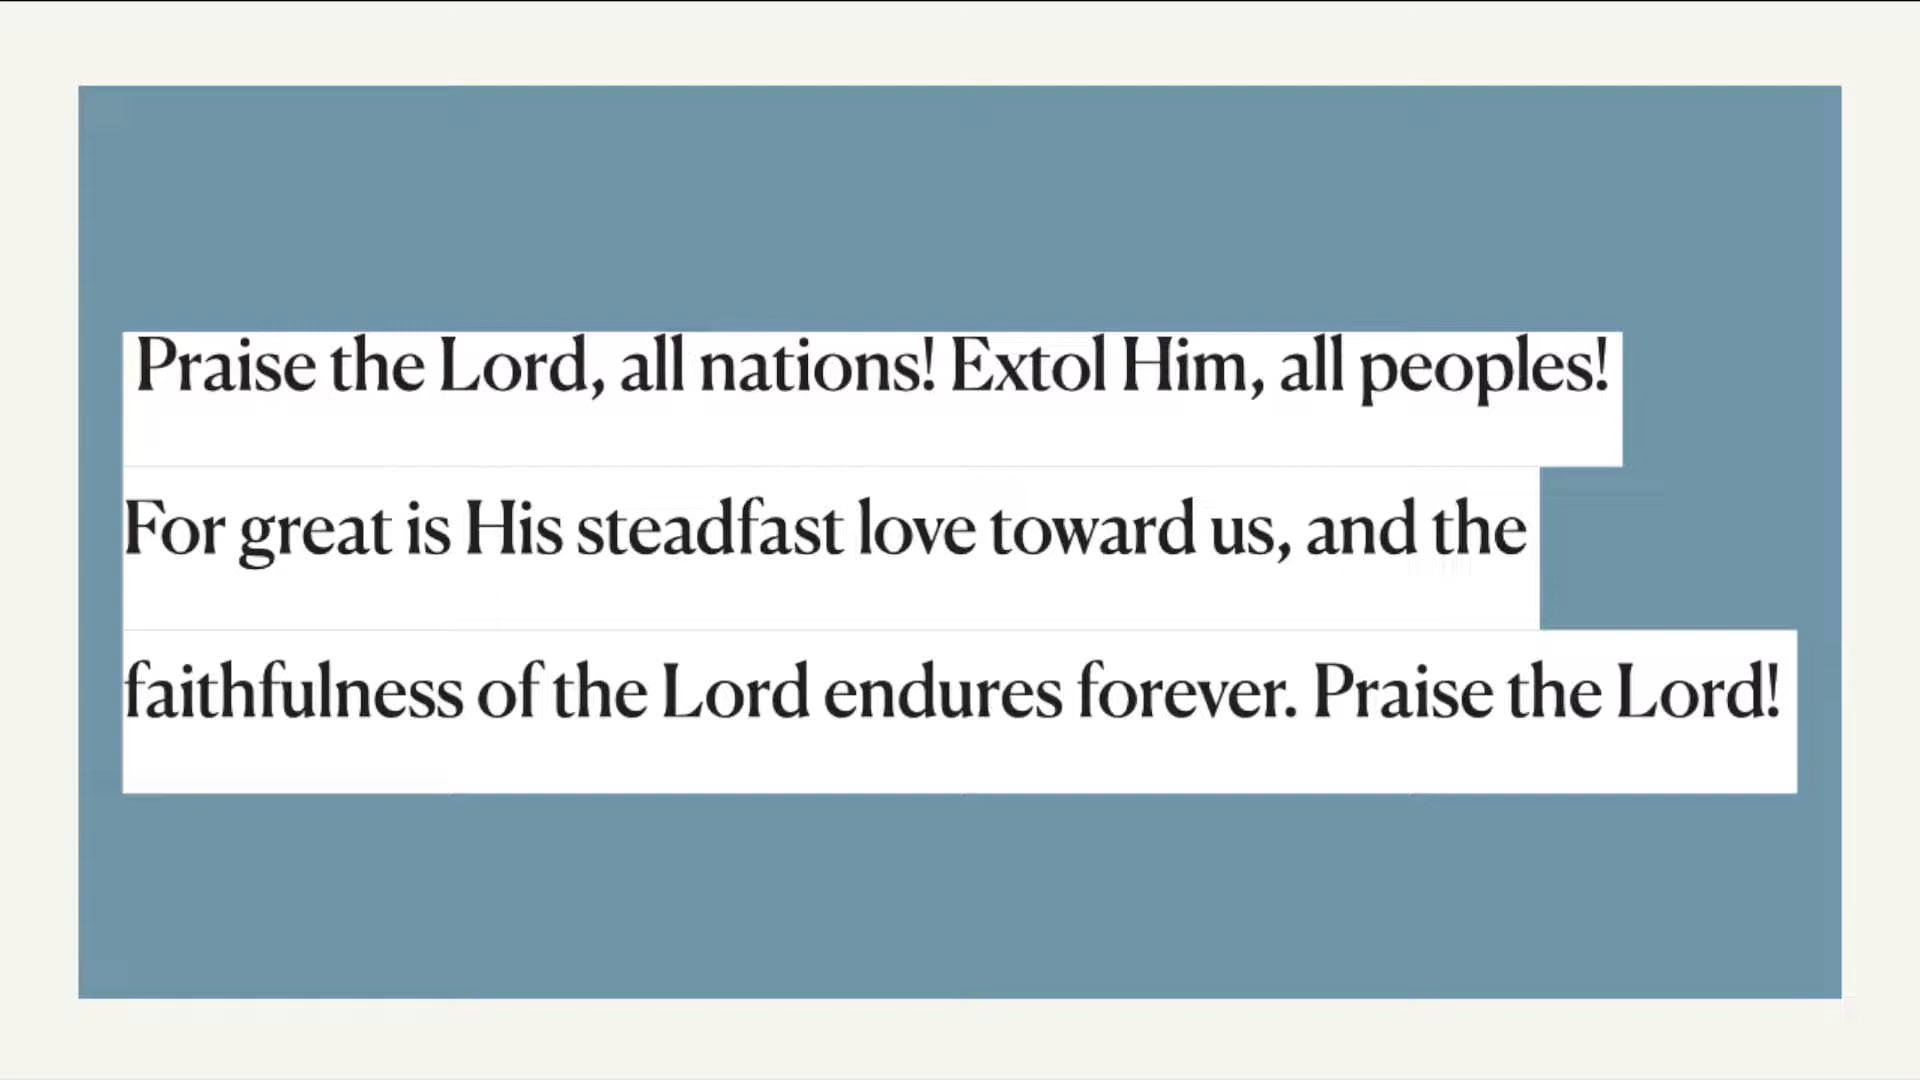 Praise the Lord, all nations! Extol Him, all peoples!
For great is His steadfast love toward us, and the
faithfulness of the Lord endures forever. Praise the Lord!